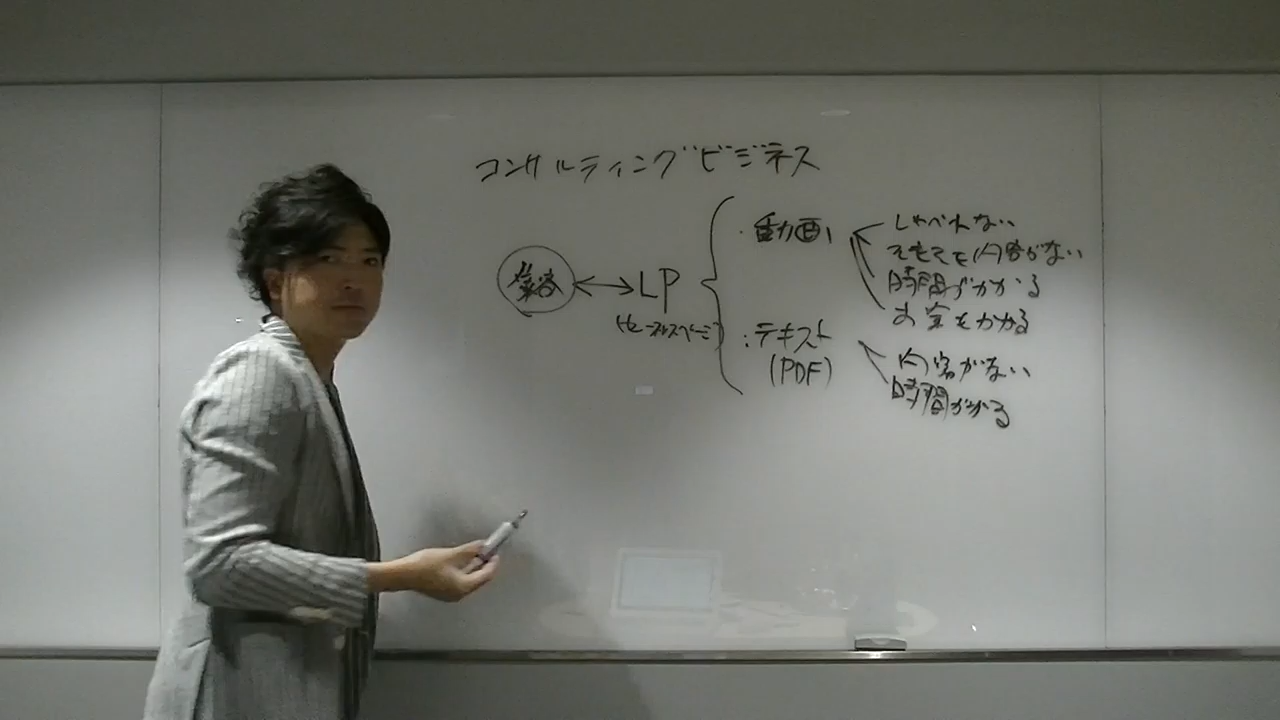 コンサルティングビジネス
集客 ↔ LP
(セールスページ)
・動画
しゃべれない
そもそも内容がない
時間がかかる
お金もかかる
・テキスト
(PDF)
内容がない
時間がかかる